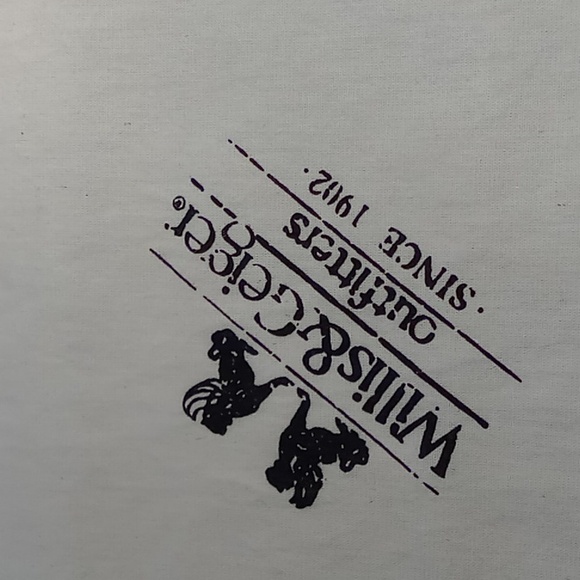 Willis & Geiger®
outfitters
· SINCE 1902 ·